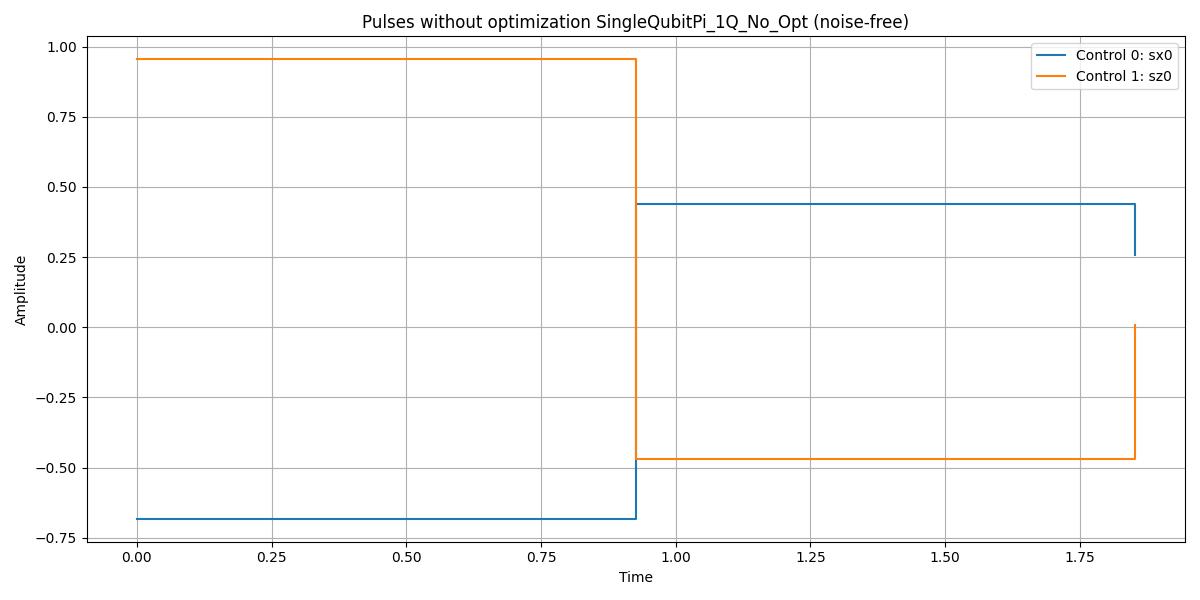 Pulses without optimization SingleQubitPi_1Q_No_Opt (noise-free)
Control 0: sx0
Control 1: sz0
Amplitude
1.00
0.75
0.50
0.25
0.00
−0.25
−0.50
−0.75
0.00 0.25 0.50 0.75 1.00 1.25 1.50 1.75
Time